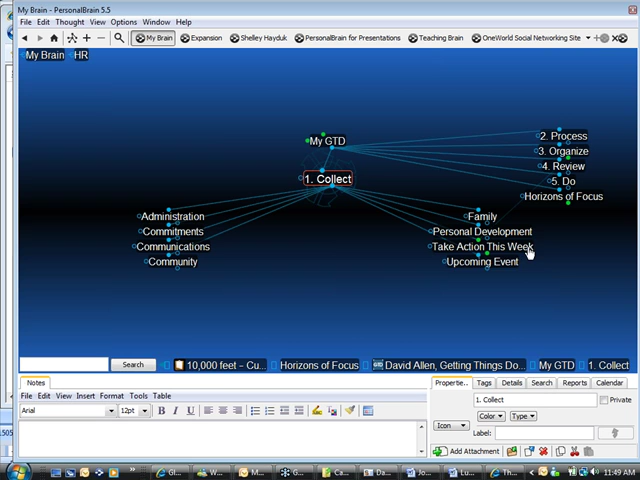 My Brain - PersonalBrain 5.5
File Edit Thought View Options Window Help
My Brain Expansion Shelley Hayduk PersonalBrain for Presentations Teaching Brain OneWorld Social Networking Site
My Brain HR
My GTD
2. Process
3. Organize
4. Review
5. Do
Horizons of Focus
1. Collect
Administration
Commitments
Communications
Community
Family
Personal Development
Take Action This Week
Upcoming Event
Search
10,000 feet - Cu... Horizons of Focus David Allen, Getting Things Do... My GTD 1. Collect
Notes
File Edit View Insert Format Tools Table
Arial 12pt B I U
Propertie.. Tags Details Search Reports Calendar
1. Collect Private
Color Type
Icon
Label:
Add Attachment
11:49 AM